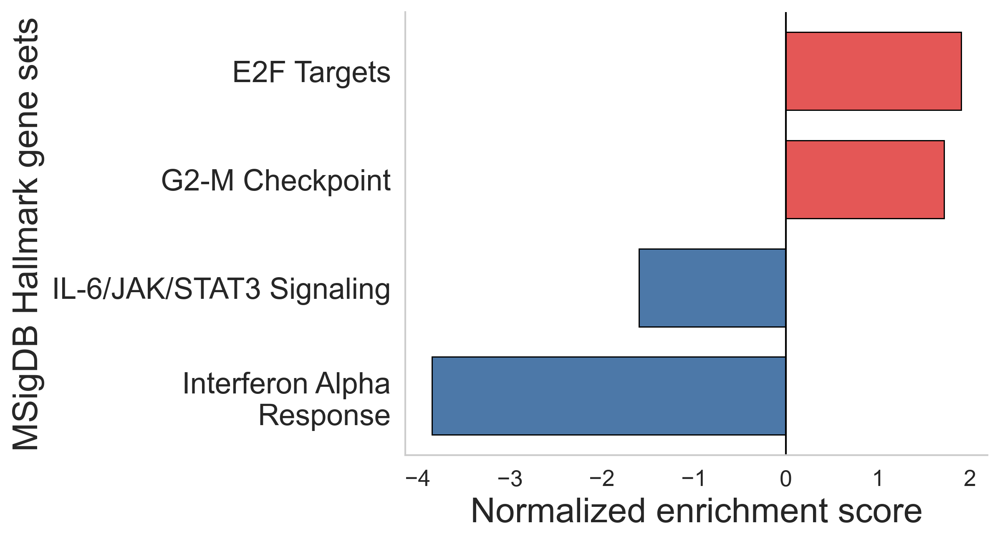 MSigDB Hallmark gene sets
E2F Targets
G2-M Checkpoint
IL-6/JAK/STAT3 Signaling
Interferon Alpha
Response
−4 −3 −2 −1 0 1 2
Normalized enrichment score